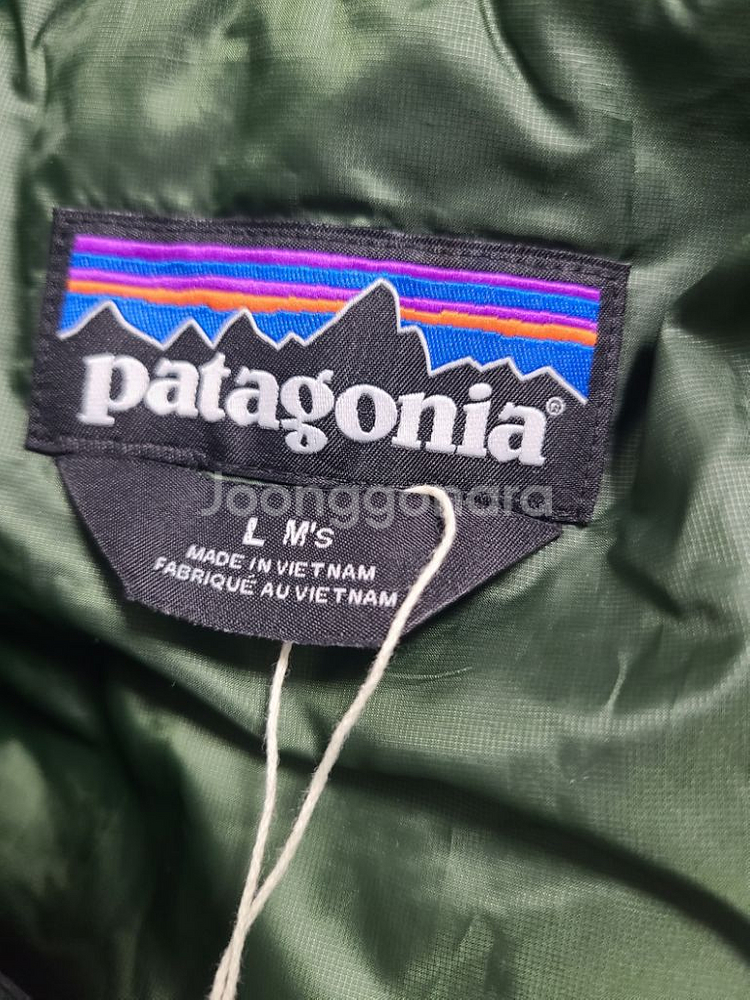 patagonia®
Joonggonara
L M's
MADE IN VIETNAM
FABRIQUÉ AU VIETNAM